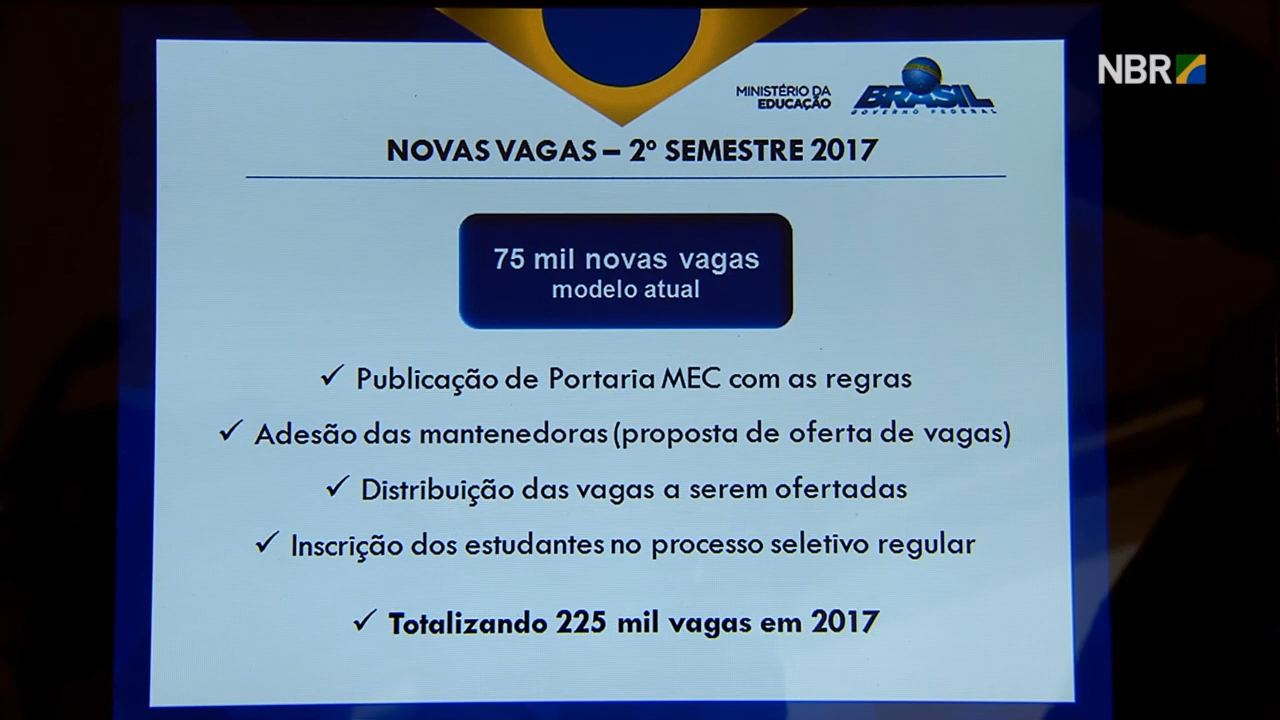 NBR
MINISTÉRIO DA
EDUCAÇÃO
BRASIL
GOVERNO FEDERAL
NOVAS VAGAS – 2º SEMESTRE 2017
75 mil novas vagas
modelo atual
✓ Publicação de Portaria MEC com as regras
✓ Adesão das mantenedoras (proposta de oferta de vagas)
✓ Distribuição das vagas a serem ofertadas
✓ Inscrição dos estudantes no processo seletivo regular
✓ Totalizando 225 mil vagas em 2017